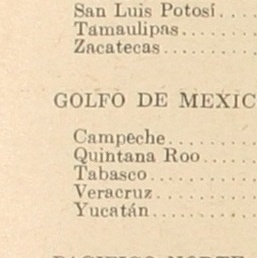 San Luis Potosí....
Tamaulipas.......
Zacatecas........
GOLFO DE MEXIC
Campeche........
Quintana Roo.....
Tabasco..........
Veracruz.........
Yucatán.........